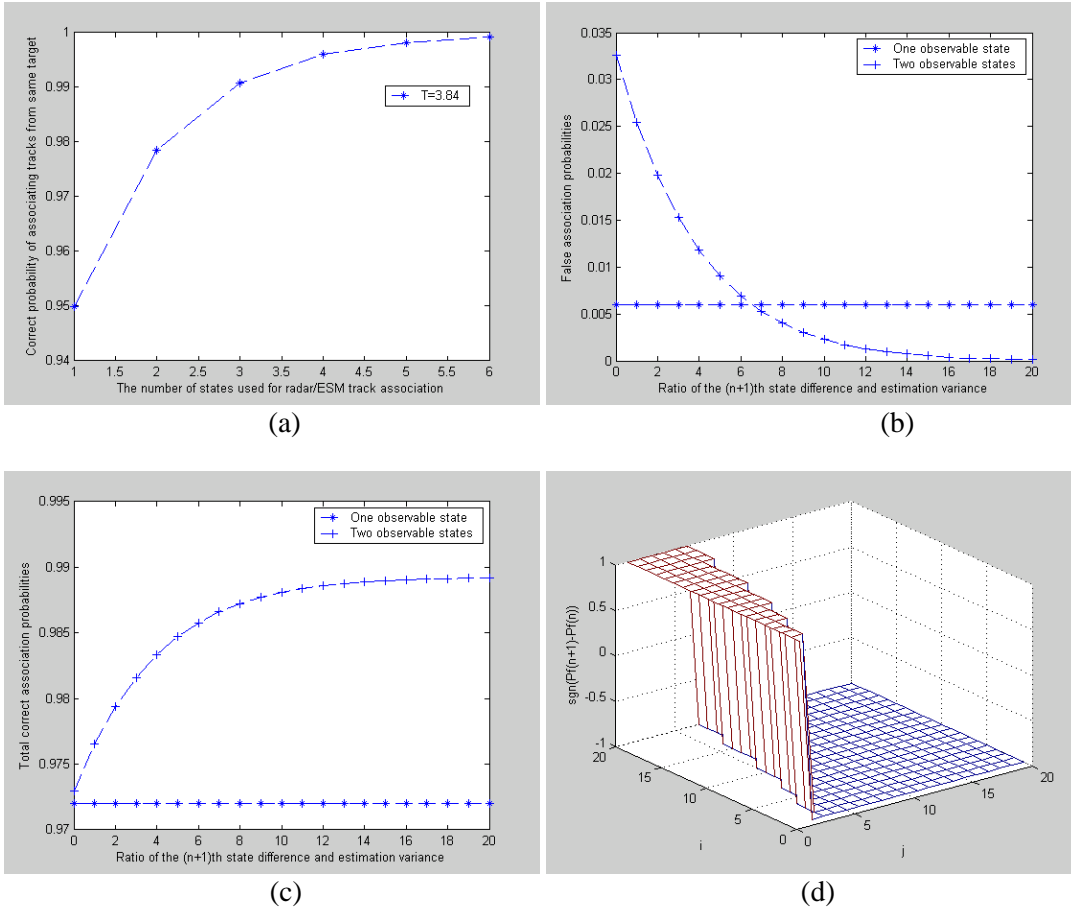 1
0.99
0.98
0.97
0.96
0.95
0.94
Correct probability of associating tracks from same target
T=3.84
1 1.5 2 2.5 3 3.5 4 4.5 5 5.5 6
The number of states used for radar/ESM track association
(a)
0.035
0.03
0.025
0.02
0.015
0.01
0.005
0
False association probabilities
One observable state
Two observable states
0 2 4 6 8 10 12 14 16 18 20
Ratio of the (n+1)th state difference and estimation variance
(b)
0.995
0.99
0.985
0.98
0.975
0.97
Total correct association probabilities
One observable state
Two observable states
0 2 4 6 8 10 12 14 16 18 20
Ratio of the (n+1)th state difference and estimation variance
(c)
1
0.5
0
-0.5
-1
sgn(Pf(n+1)-Pf(n))
20
15
10
5
0
i
0
5
10
15
20
j
(d)